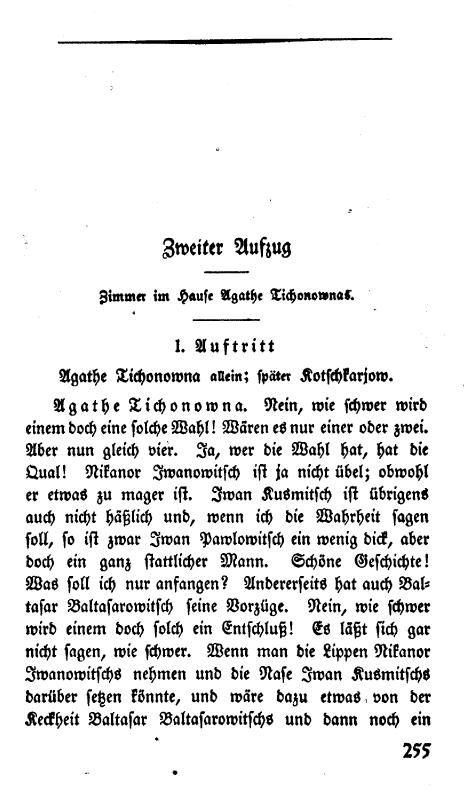 Zweiter Aufzug
Zimmer im Hause Agathe Tichonownas.
1. Auftritt
Agathe Tichonowna allein; später Kotschkarjow.
Agathe Tichonowna. Nein, wie schwer wird
einem doch eine solche Wahl! Wären es nur einer oder zwei.
Aber nun gleich vier. Ja, wer die Wahl hat, hat die
Qual! Nikanor Iwanowitsch ist ja nicht übel; obwohl
er etwas zu mager ist. Iwan Kusmitsch ist übrigens
auch nicht häßlich und, wenn ich die Wahrheit sagen
soll, so ist zwar Iwan Pawlowitsch ein wenig dick, aber
doch ein ganz stattlicher Mann. Schöne Geschichte!
Was soll ich nur anfangen? Andererseits hat auch Bal-
tasar Baltasarowitsch seine Vorzüge. Nein, wie schwer
wird einem doch solch ein Entschluß! Es läßt sich gar
nicht sagen, wie schwer. Wenn man die Lippen Nikanor
Iwanowitschs nehmen und die Nase Iwan Kusmitschs
darüber setzen könnte, und wäre dazu etwas von der
Keckheit Baltasar Baltasarowitschs und dann noch ein
255